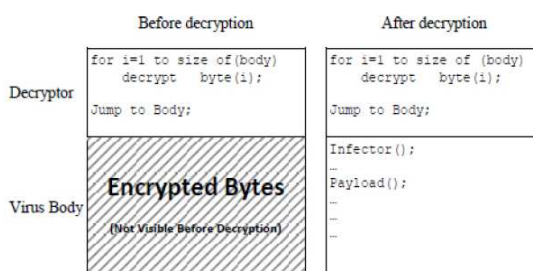 Before decryption
After decryption
Decryptor
for i=1 to size of(body)
decrypt byte(i);
Jump to Body;
for i=1 to size of (body)
decrypt byte(i);
Jump to Body;
Virus Body
Encrypted Bytes
(Not Visible Before Decryption)
Infector();
…
Payload();
…
…
…